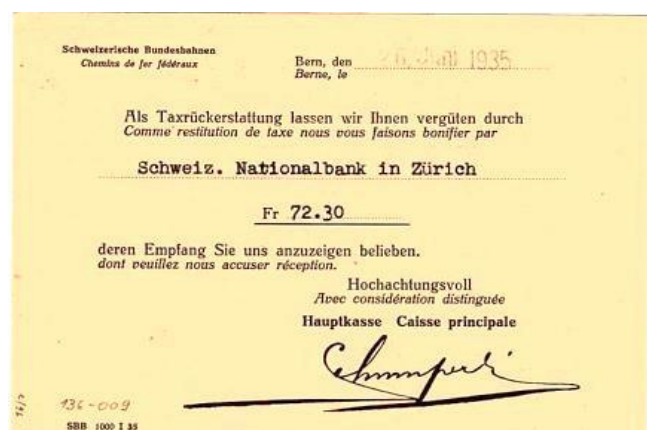 Schweizerische Bundesbahnen
Chemins de fer fédéraux
Bern, den 26. Juni 1935
Berne, le
Als Taxrückerstattung lassen wir Ihnen vergüten durch
Comme restitution de taxe nous vous faisons bonifier par
Schweiz. Nationalbank in Zürich
Fr 72.30
deren Empfang Sie uns anzuzeigen belieben.
dont veuillez nous accuser réception.
Hochachtungsvoll
Avec considération distinguée
Hauptkasse Caisse principale
136-009
SBB 1000 I 35